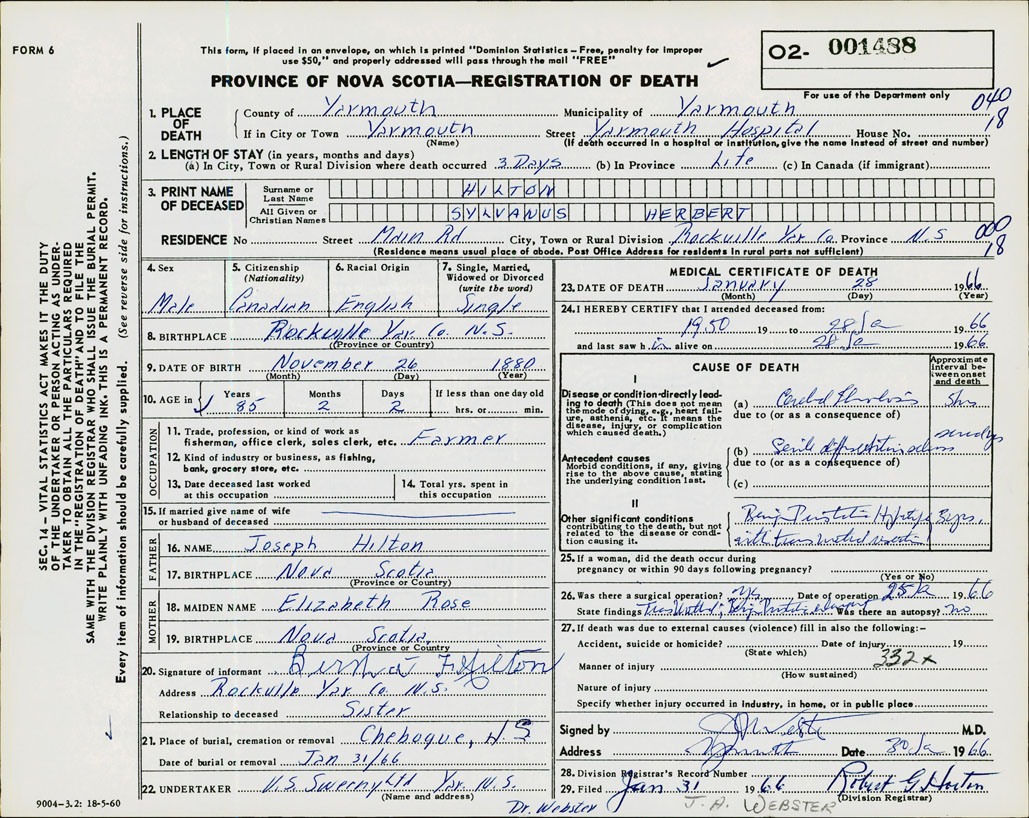 FORM 6
This form, if placed in an envelope, on which is printed "Dominion Statistics – Free, penalty for improper
use $50," and properly addressed will pass through the mail "FREE"
PROVINCE OF NOVA SCOTIA—REGISTRATION OF DEATH
O2- 001488
For use of the Department only
040
18
1. PLACE OF DEATH
County of Yarmouth Municipality of Yarmouth
If in City or Town Yarmouth Street Yarmouth Hospital House No.
(Name) (If death occurred in a hospital or institution, give the name instead of street and number)
2. LENGTH OF STAY (in years, months and days)
(a) In City, Town or Rural Division where death occurred 3 Days (b) In Province Life (c) In Canada (if immigrant)
3. PRINT NAME OF DECEASED
Surname or Last Name HILTON
All Given or Christian Names SYLVANUS HERBERT
RESIDENCE No Street Main Rd City, Town or Rural Division Rockville Yar Co. Province N.S
000
18
(Residence means usual place of abode. Post Office Address for residents in rural parts not sufficient)
4. Sex Male
5. Citizenship (Nationality) Canadian
6. Racial Origin English
7. Single, Married, Widowed or Divorced (write the word) Single
8. BIRTHPLACE Rockville Yar. Co. N.S.
(Province or Country)
9. DATE OF BIRTH November 26 1880
(Month) (Day) (Year)
10. AGE in Years 85 Months 2 Days 2 If less than one day old hrs. or min.
OCCUPATION
11. Trade, profession, or kind of work as
fisherman, office clerk, sales clerk, etc. Farmer
12. Kind of industry or business, as fishing,
bank, grocery store, etc.
13. Date deceased last worked
at this occupation
14. Total yrs. spent in
this occupation
15. If married give name of wife
or husband of deceased
FATHER
16. NAME Joseph Hilton
17. BIRTHPLACE Nova Scotia
(Province or Country)
MOTHER
18. MAIDEN NAME Elizabeth Rose
19. BIRTHPLACE Nova Scotia
(Province or Country)
20. Signature of informant Hilton
Address Rockville Yar Co N.S.
Relationship to deceased Sister
21. Place of burial, cremation or removal Chebogue, N.S
Date of burial or removal Jan 31/66
22. UNDERTAKER V.S. Sweeny Ltd Yar. N.S.
(Name and address)
9004-3.2: 18-5-60
Dr. Webster
MEDICAL CERTIFICATE OF DEATH
23. DATE OF DEATH January 28 1966
(Month) (Day) (Year)
24. I HEREBY CERTIFY that I attended deceased from:
1950 19 to 28 Ja 1966
and last saw him alive on 28 Ja 1966
CAUSE OF DEATH
Approximate interval between onset and death
I
Disease or condition directly leading to death (This does not mean the mode of dying, e.g., heart failure, asthenia, etc. It means the disease, injury, or complication which caused death.)
(a)
due to (or as a consequence of)
Antecedent causes
Morbid conditions, if any, giving rise to the above cause, stating the underlying condition last.
(b) Senile
due to (or as a consequence of)
(c)
II
Other significant conditions
contributing to the death, but not related to the disease or condition causing it.
25. If a woman, did the death occur during
pregnancy or within 90 days following pregnancy?
(Yes or No)
26. Was there a surgical operation? Yes Date of operation 25 Ja 1966
State findings Was there an autopsy? no
27. If death was due to external causes (violence) fill in also the following:–
Accident, suicide or homicide? Date of injury 19
(State which)
332x
Manner of injury
(How sustained)
Nature of injury
Specify whether injury occurred in industry, in home, or in public place
Signed by M.D.
Address Yarmouth Date 30 Ja 1966
28. Division Registrar's Record Number
29. Filed Jan 31 1966 Robert G Horton
(Division Registrar)
J. A. WEBSTER
SEC. 14 – VITAL STATISTICS ACT MAKES IT THE DUTY
OF THE UNDERTAKER OR PERSON ACTING AS UNDERTAKER
TO OBTAIN ALL THE PARTICULARS REQUIRED
IN THE "REGISTRATION OF DEATH" AND TO FILE THE
SAME WITH THE DIVISION REGISTRAR WHO SHALL ISSUE THE BURIAL PERMIT.
WRITE PLAINLY WITH UNFADING INK. THIS IS A PERMANENT RECORD.
Every item of information should be carefully supplied. (See reverse side for instructions.)